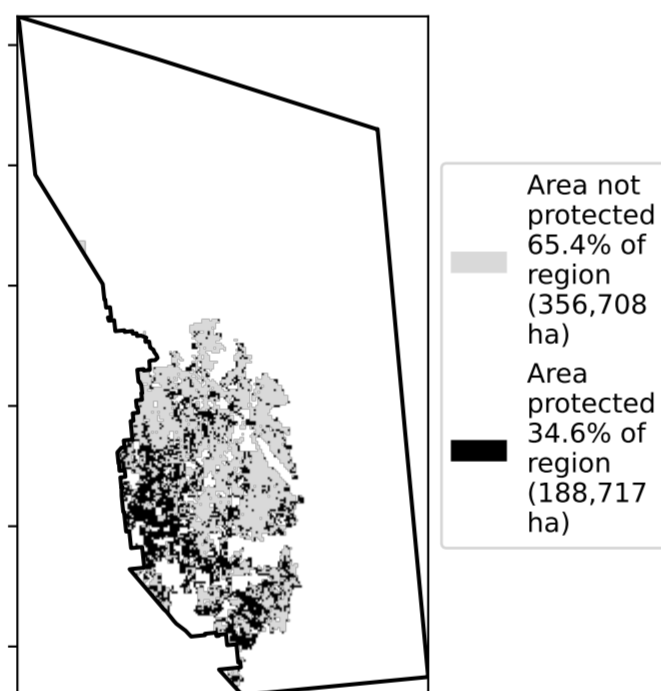 Area not
protected
65.4% of
region
(356,708
ha)
Area
protected
34.6% of
region
(188,717
ha)